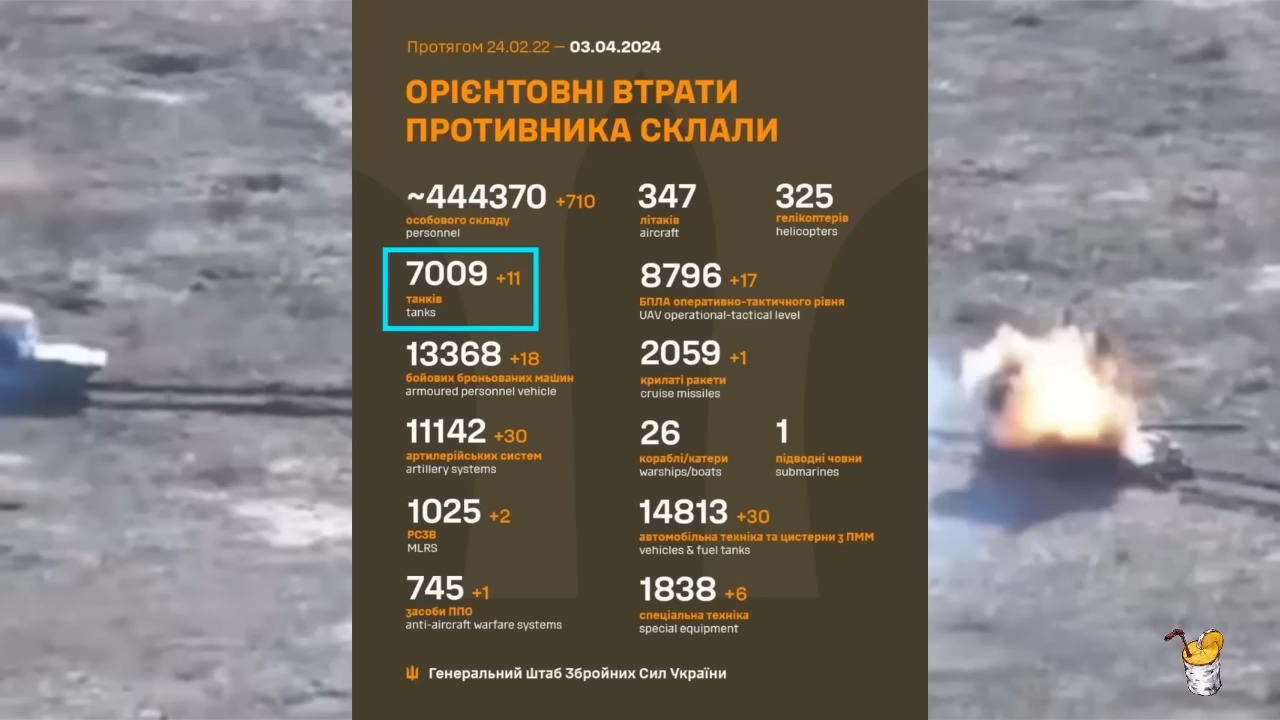 Протягом 24.02.22 — 03.04.2024
ОРІЄНТОВНІ ВТРАТИ
ПРОТИВНИКА СКЛАЛИ
~444370 +710
особового складу
personnel
347
літаків
aircraft
325
гелікоптерів
helicopters
7009 +11
танків
tanks
8796 +17
БПЛА оперативно-тактичного рівня
UAV operational-tactical level
13368 +18
бойових броньованих машин
armoured personnel vehicle
2059 +1
крилаті ракети
cruise missiles
11142 +30
артилерійських систем
artillery systems
26
кораблі/катери
warships/boats
1
підводні човни
submarines
1025 +2
РСЗВ
MLRS
14813 +30
автомобільна техніка та цистерни з ПММ
vehicles & fuel tanks
745 +1
засоби ППО
anti-aircraft warfare systems
1838 +6
спеціальна техніка
special equipment
Генеральний Штаб Збройних Сил України